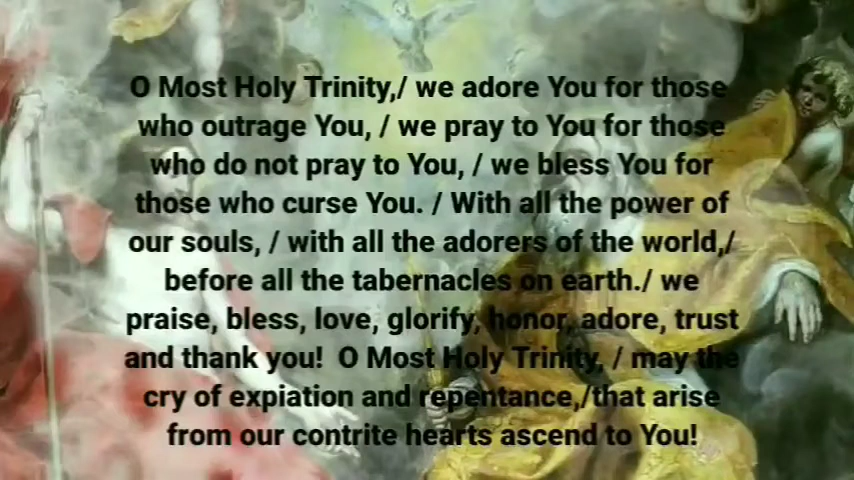 O Most Holy Trinity,/ we adore You for those
who outrage You, / we pray to You for those
who do not pray to You, / we bless You for
those who curse You. / With all the power of
our souls, / with all the adorers of the world,/
before all the tabernacles on earth./ we
praise, bless, love, glorify, honor, adore, trust
and thank you!  O Most Holy Trinity, / may the
cry of expiation and repentance,/that arise
from our contrite hearts ascend to You!